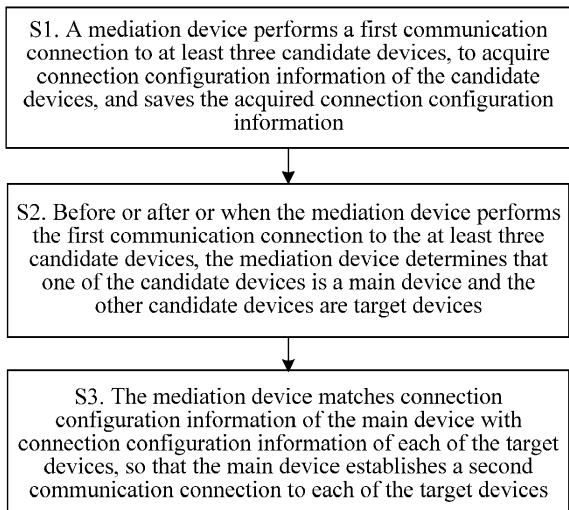 S1. A mediation device performs a first communication
connection to at least three candidate devices, to acquire
connection configuration information of the candidate
devices, and saves the acquired connection configuration
information
S2. Before or after or when the mediation device performs
the first communication connection to the at least three
candidate devices, the mediation device determines that
one of the candidate devices is a main device and the
other candidate devices are target devices
S3. The mediation device matches connection
configuration information of the main device with
connection configuration information of each of the target
devices, so that the main device establishes a second
communication connection to each of the target devices